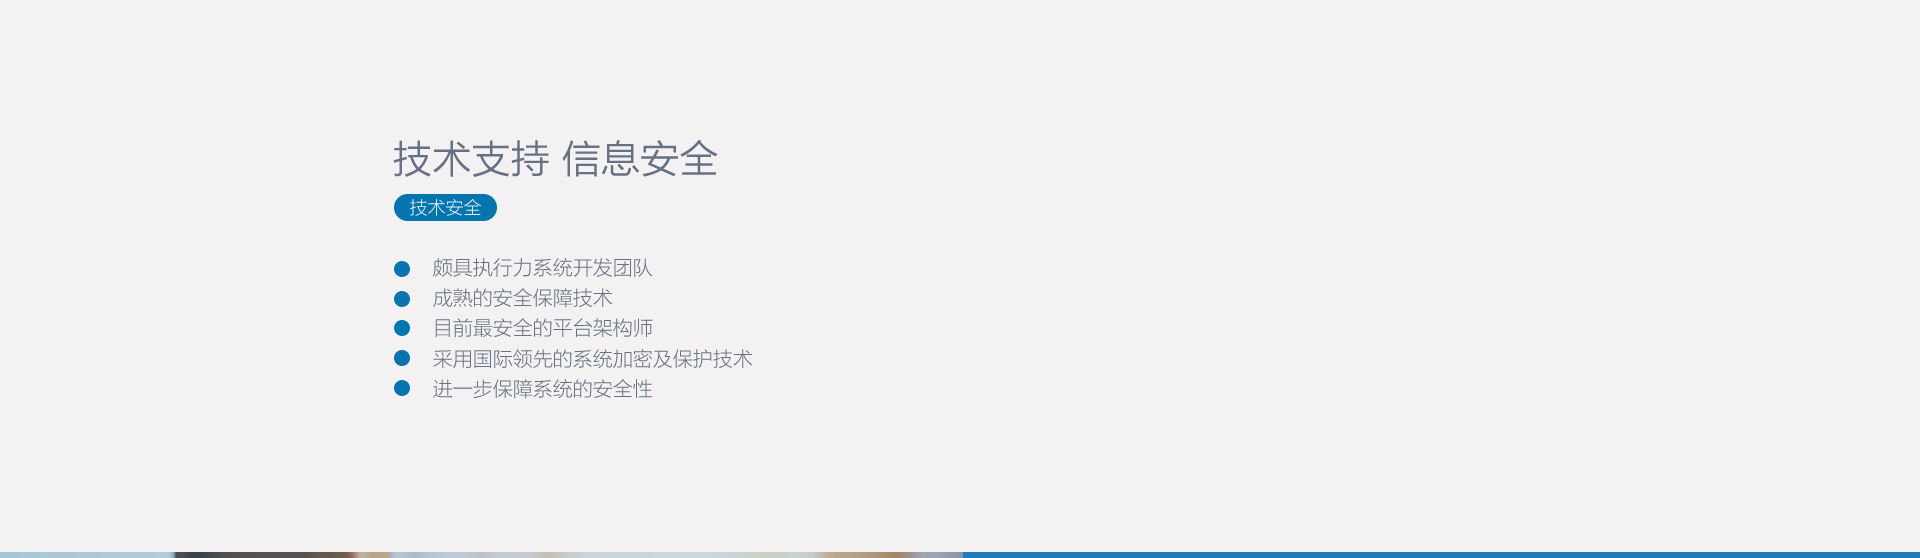 技术支持 信息安全
技术安全
颇具执行力系统开发团队
成熟的安全保障技术
目前最安全的平台架构师
采用国际领先的系统加密及保护技术
进一步保障系统的安全性